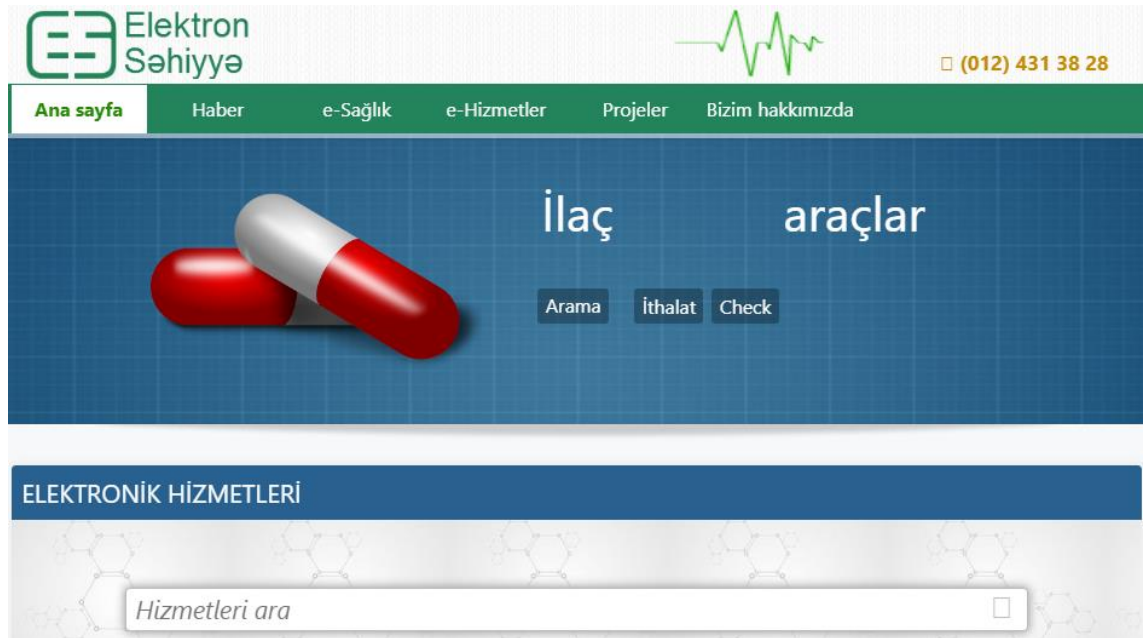 Elektron
Səhiyyə
(012) 431 38 28
Ana sayfa Haber e-Sağlık e-Hizmetler Projeler Bizim hakkımızda
İlaç araçlar
Arama İthalat Check
ELEKTRONİK HİZMETLERİ
Hizmetleri ara